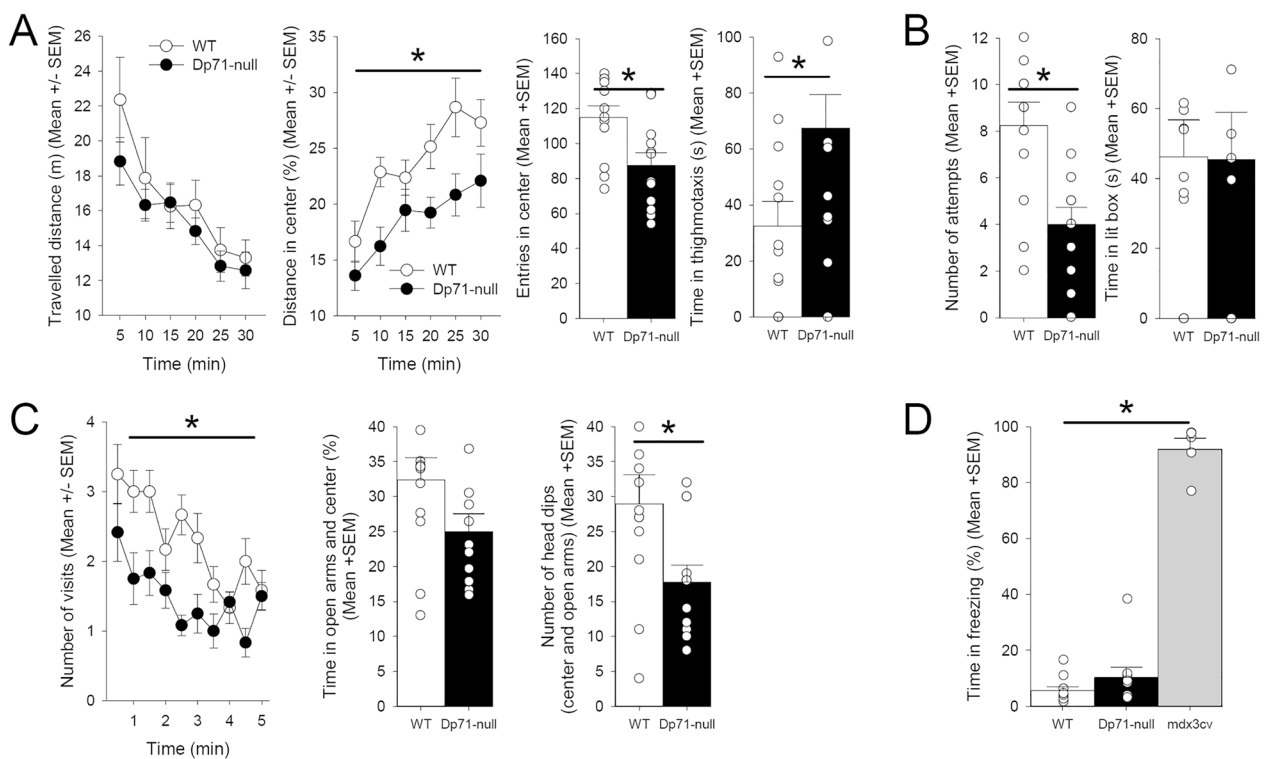 A
Travelled distance (m) (Mean +/- SEM)
26
24
22
20
18
16
14
12
10
WT
Dp71-null
5 10 15 20 25 30
Time (min)
Distance in center (%) (Mean +/- SEM)
35
30
25
20
15
10
*
WT
Dp71-null
5 10 15 20 25 30
Time (min)
Entries in center (Mean +SEM)
160
140
120
100
80
60
40
20
0
*
WT Dp71-null
Time in thighmotaxis (s) (Mean +SEM)
100
80
60
40
20
0
*
WT Dp71-null
B
Number of attempts (Mean +SEM)
12
10
8
6
4
2
0
*
WT Dp71-null
Time in lit box (s) (Mean +SEM)
80
60
40
20
0
WT Dp71-null
C
Number of visits (Mean +/- SEM)
4
3
2
1
0
*
1 2 3 4 5
Time (min)
Time in open arms and center (%)
(Mean +SEM)
40
35
30
25
20
15
10
5
0
WT Dp71-null
Number of head dips
(center and open arms) (Mean +SEM)
40
35
30
25
20
15
10
5
0
*
WT Dp71-null
D
Time in freezing (%) (Mean +SEM)
100
80
60
40
20
0
*
WT Dp71-null mdx3cv